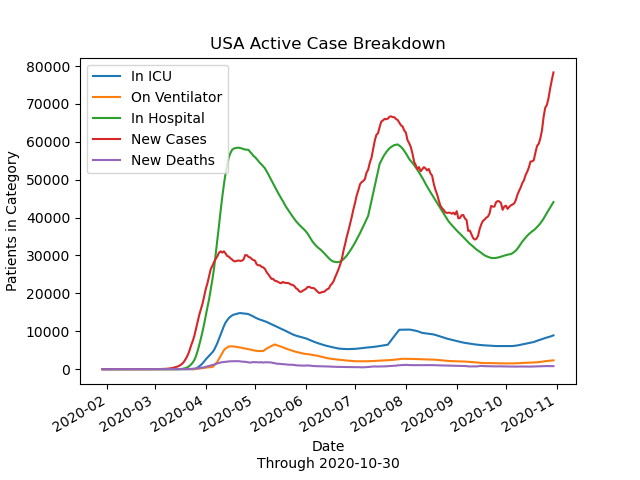 USA Active Case Breakdown
In ICU
On Ventilator
In Hospital
New Cases
New Deaths
Patients in Category
80000
70000
60000
50000
40000
30000
20000
10000
0
2020-02
2020-03
2020-04
2020-05
2020-06
2020-07
2020-08
2020-09
2020-10
2020-11
Date
Through 2020-10-30